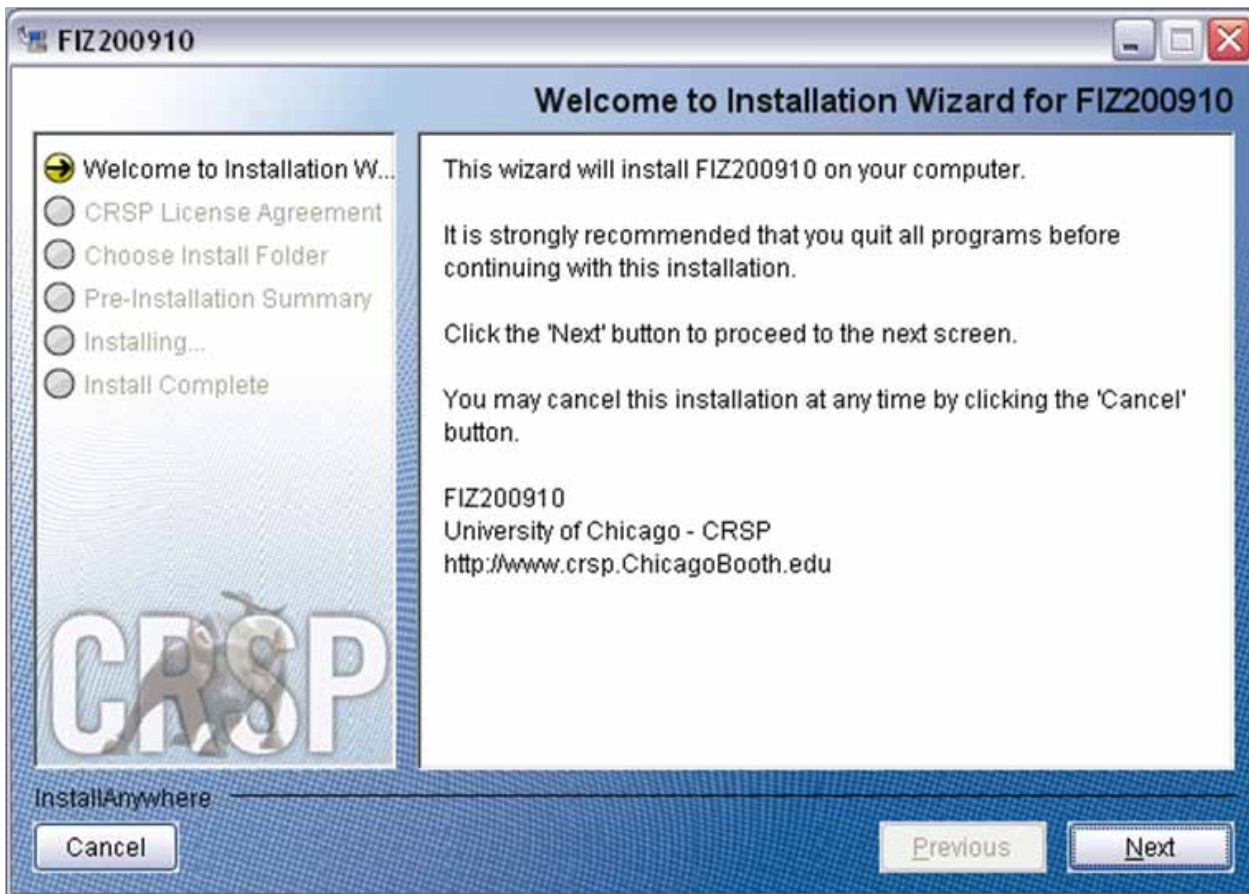 FIZ200910
Welcome to Installation Wizard for FIZ200910
Welcome to Installation W...
CRSP License Agreement
Choose Install Folder
Pre-Installation Summary
Installing...
Install Complete
CRSP
This wizard will install FIZ200910 on your computer.
It is strongly recommended that you quit all programs before
continuing with this installation.
Click the 'Next' button to proceed to the next screen.
You may cancel this installation at any time by clicking the 'Cancel'
button.
FIZ200910
University of Chicago - CRSP
http://www.crsp.ChicagoBooth.edu
InstallAnywhere
Cancel
Previous
Next